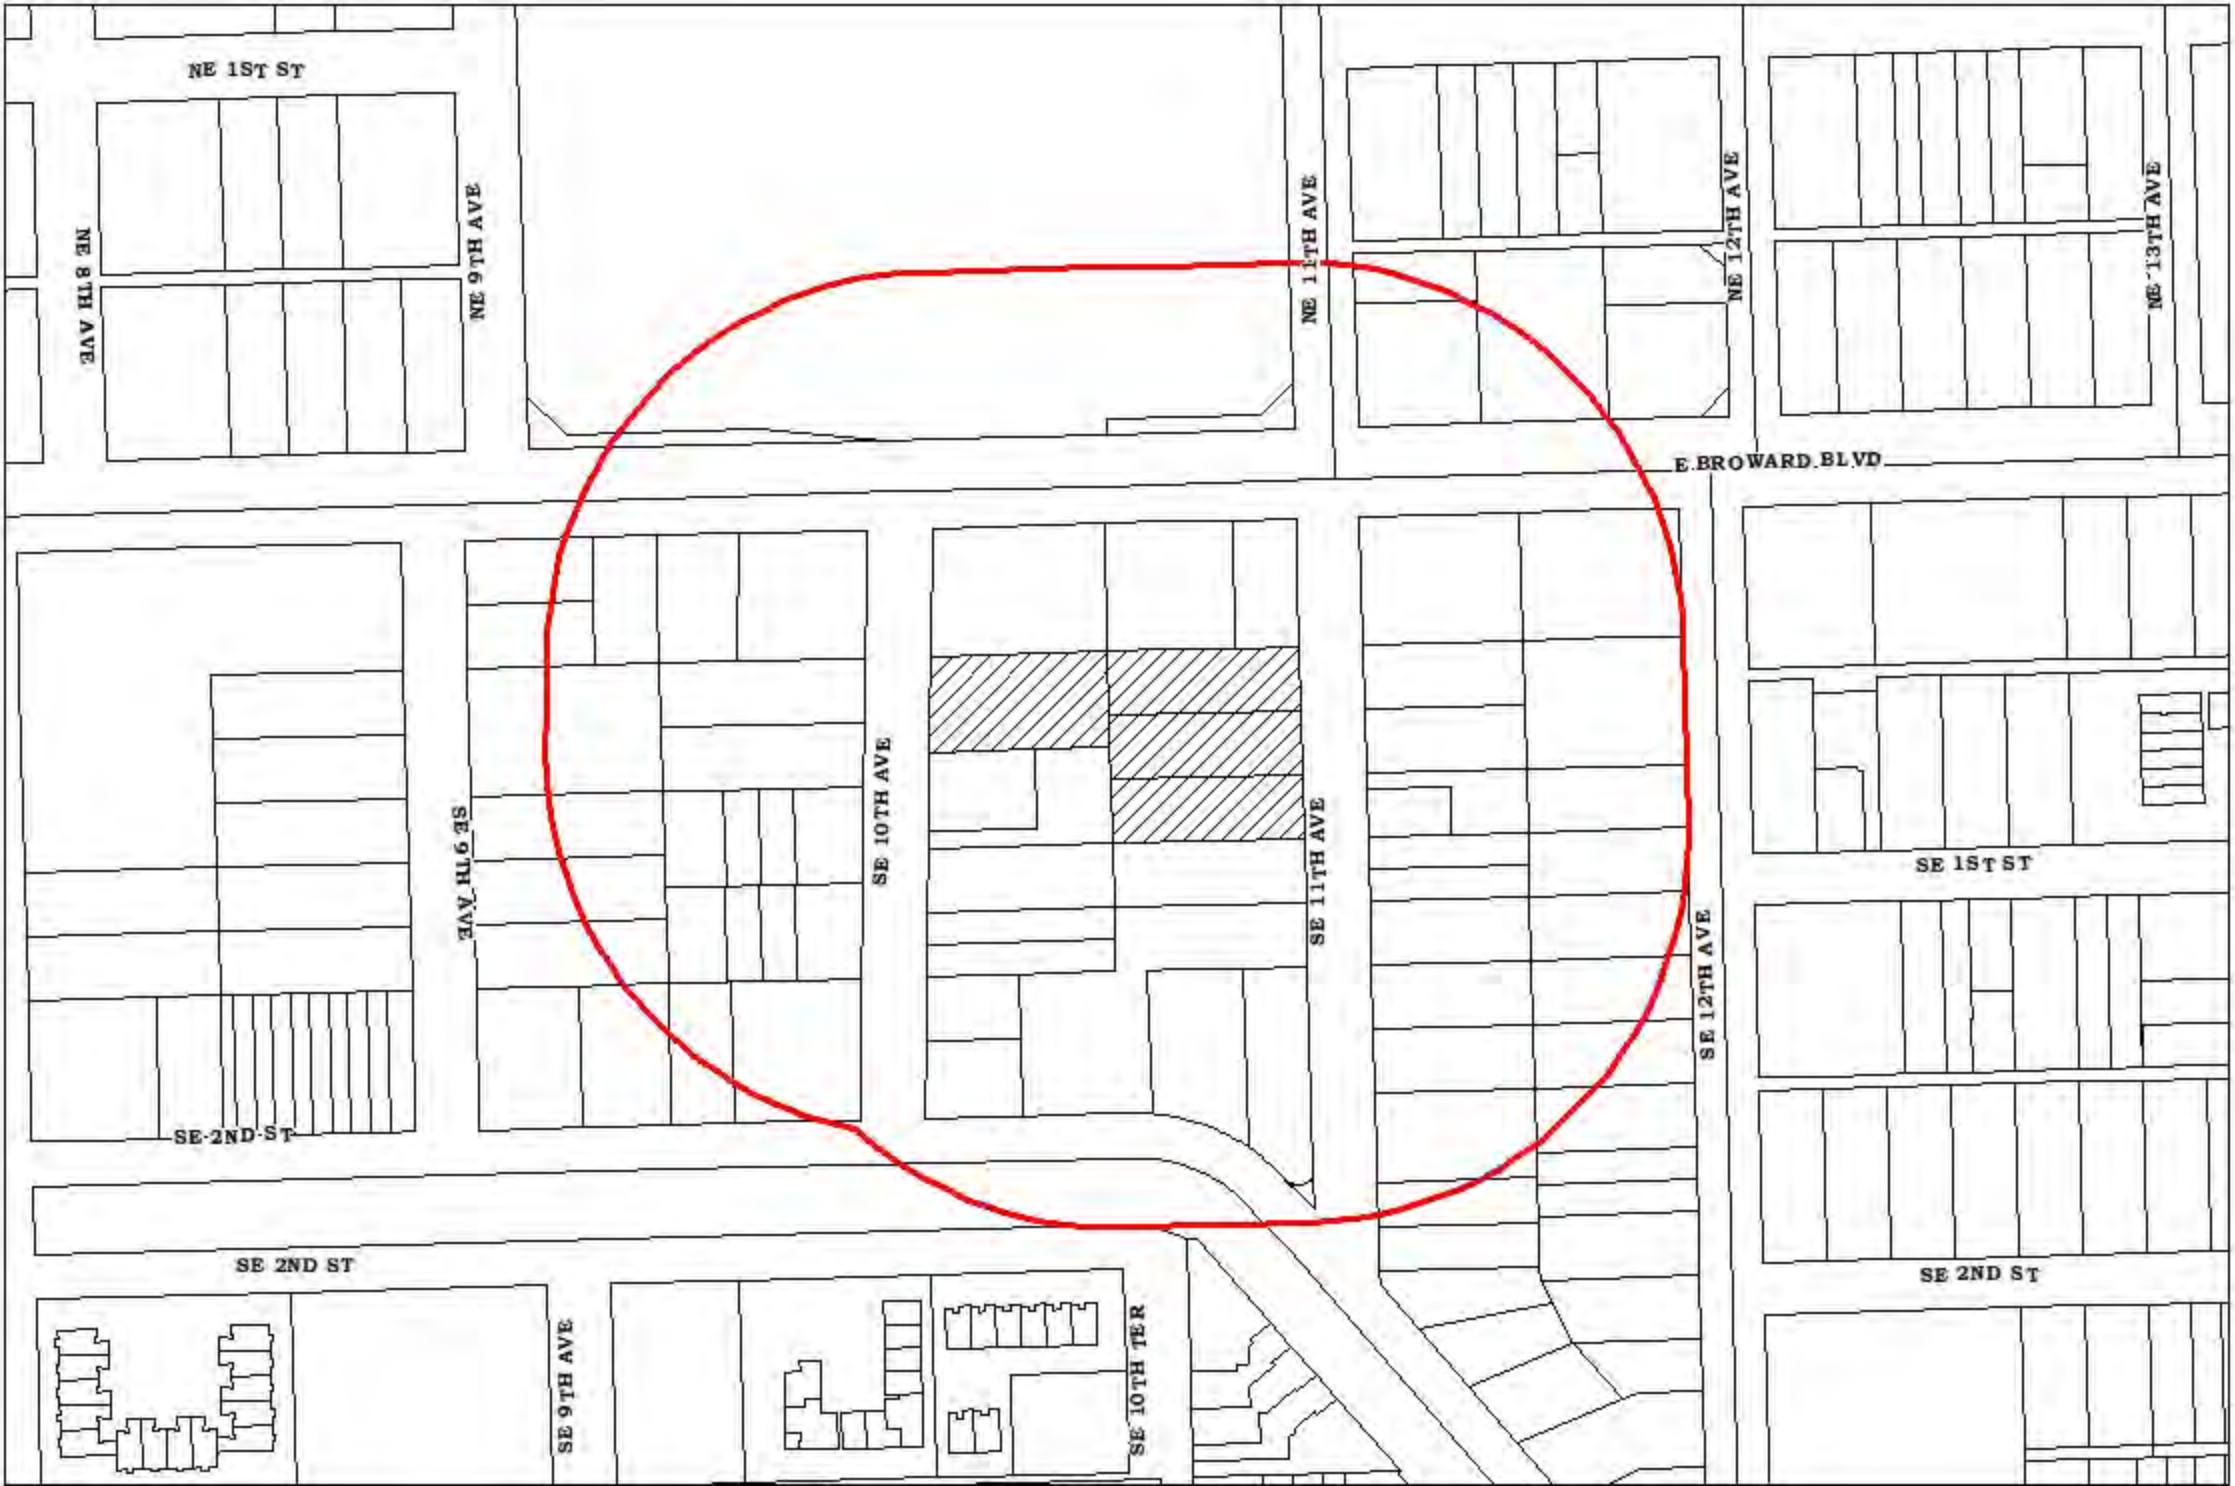 NE 1ST ST
NE 8TH AVE
NE 9TH AVE
NE 11TH AVE
NE 12TH AVE
NE 13TH AVE
E BROWARD BLVD
SE 9TH AVE
SE 10TH AVE
SE 11TH AVE
SE 12TH AVE
SE 1ST ST
SE 2ND ST
SE 2ND ST
SE 2ND ST
SE 9TH AVE
SE 10TH TER